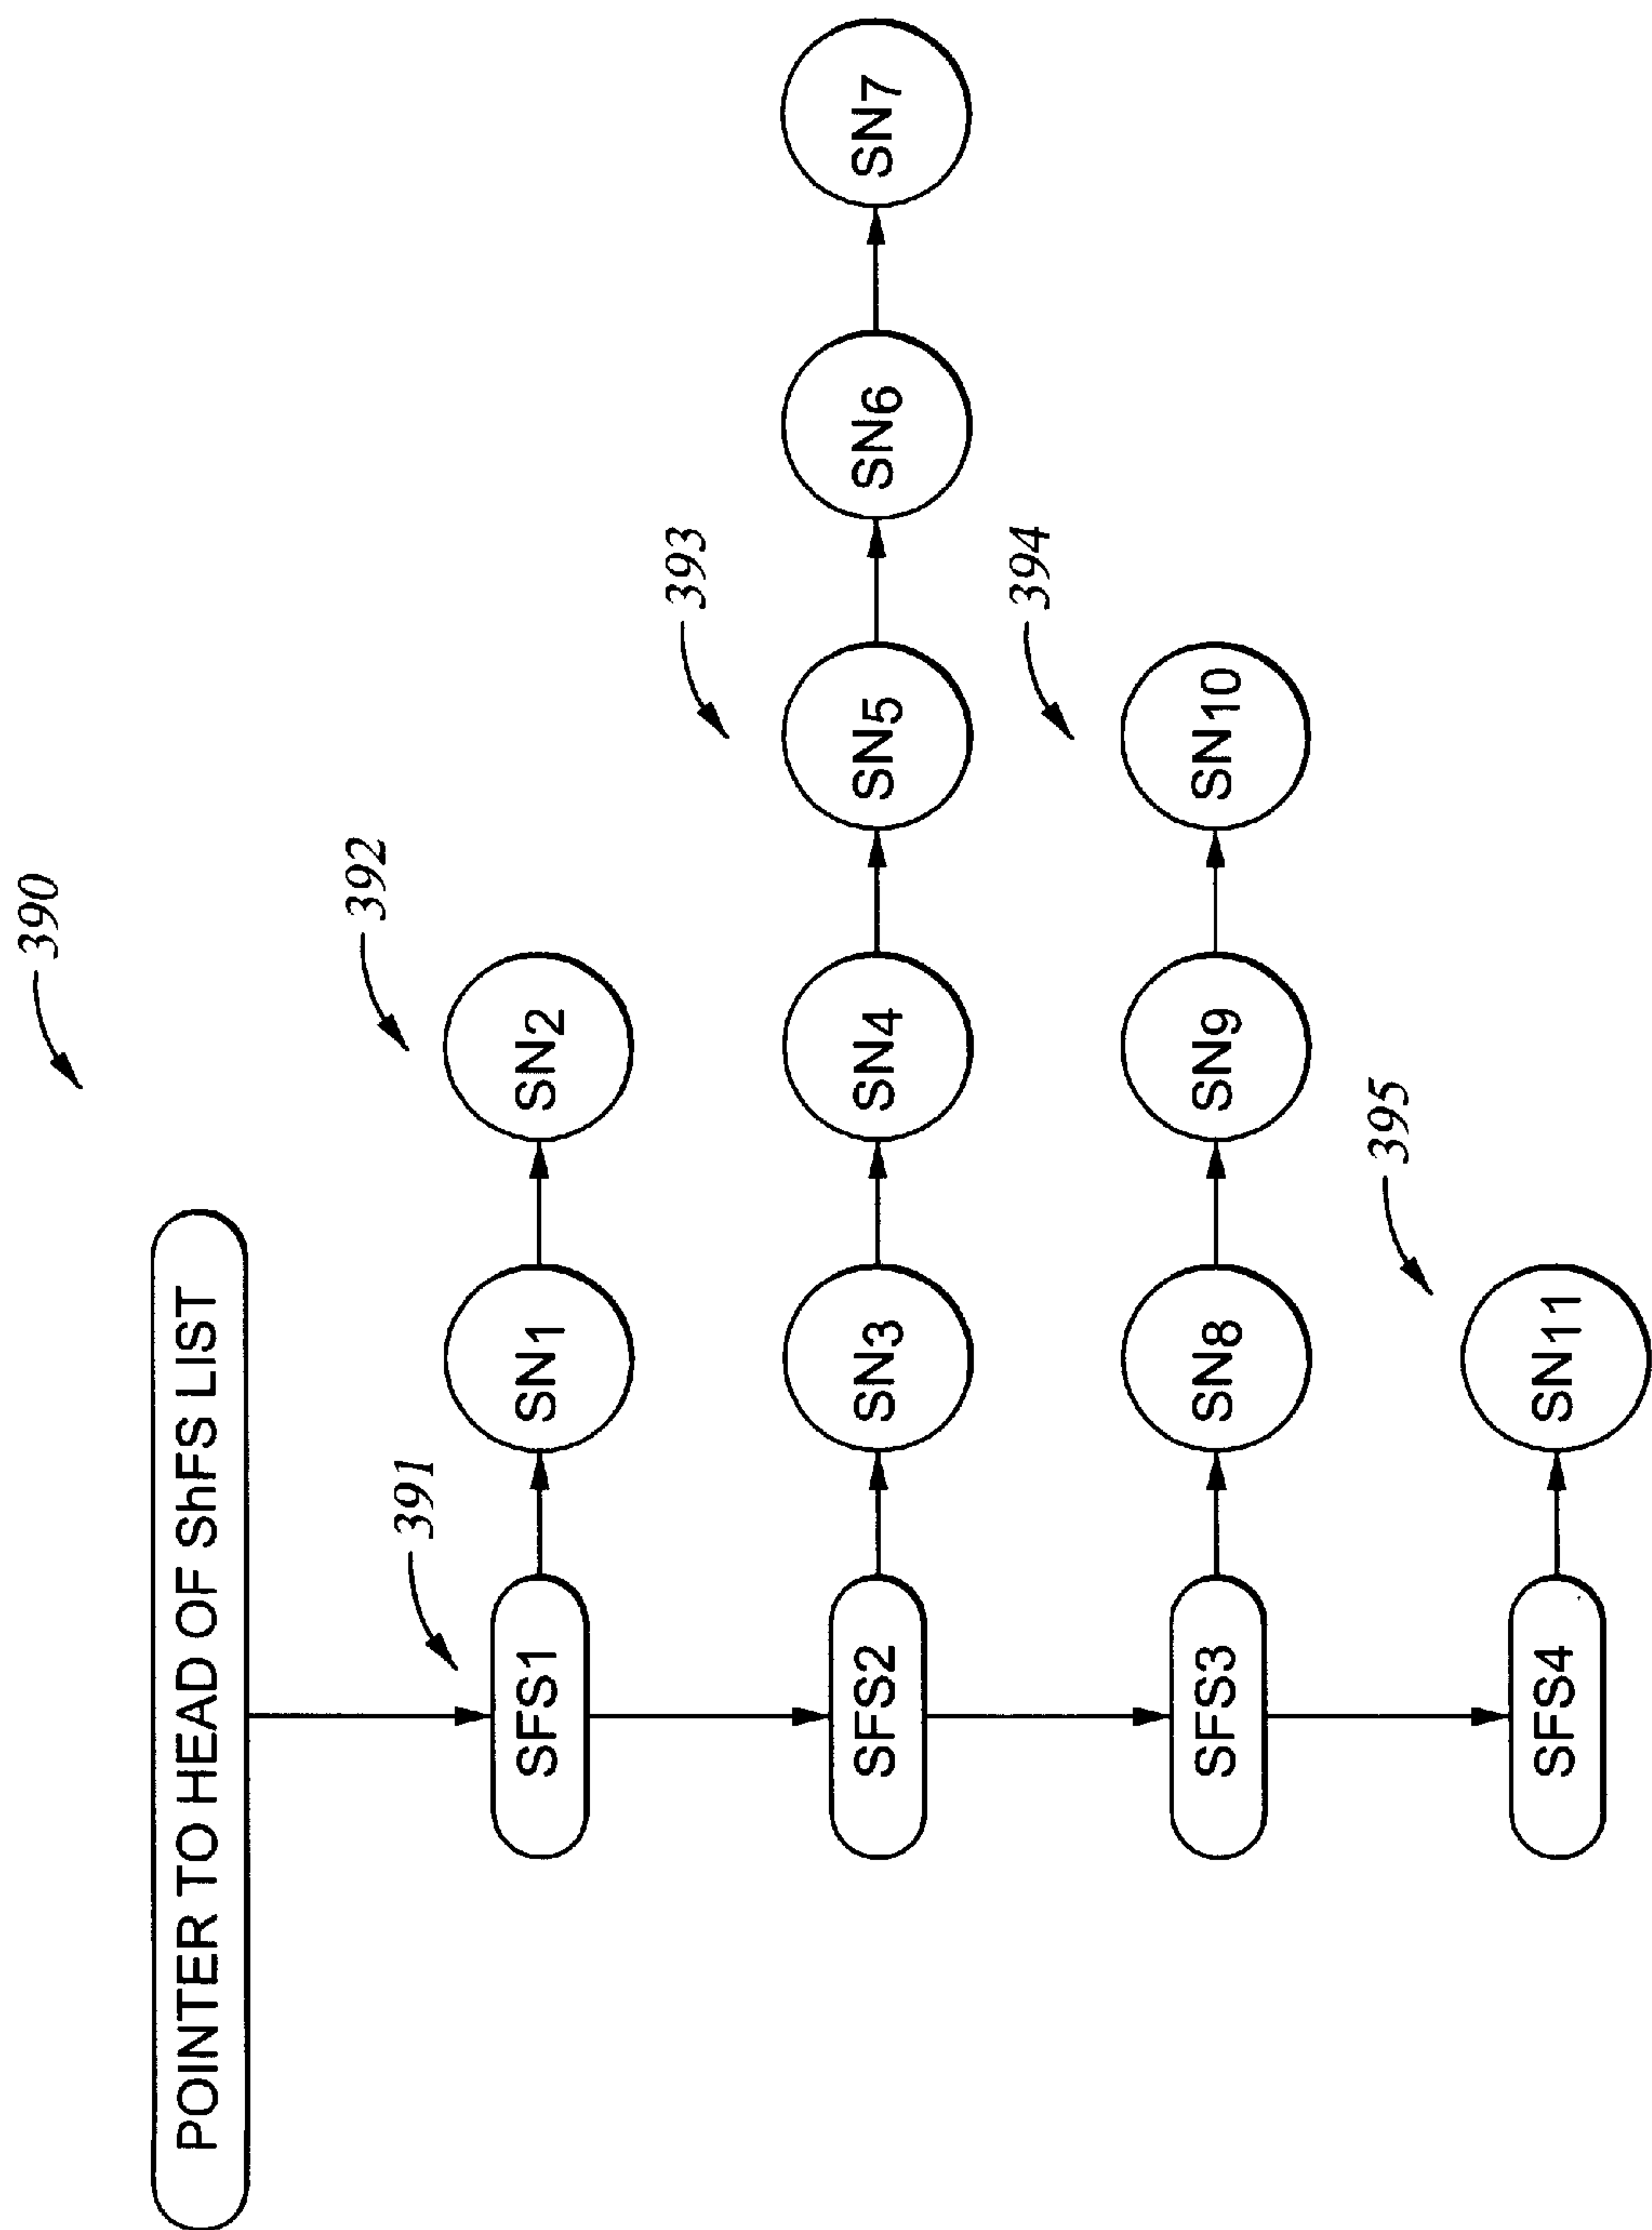 390
POINTER TO HEAD OF ShFS LIST
391
392
SFS1
SN1
SN2
393
SFS2
SN3
SN4
SN5
SN6
SN7
394
SFS3
SN8
SN9
SN10
395
SFS4
SN11